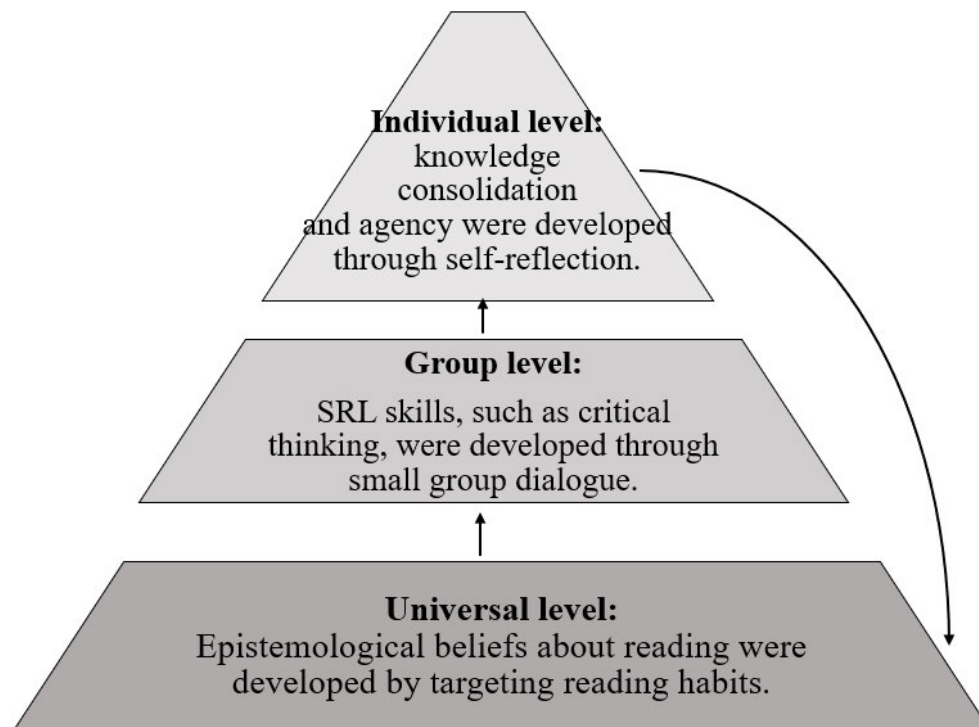 Individual level:
knowledge
consolidation
and agency were developed
through self-reflection.
Group level:
SRL skills, such as critical
thinking, were developed through
small group dialogue.
Universal level:
Epistemological beliefs about reading were
developed by targeting reading habits.